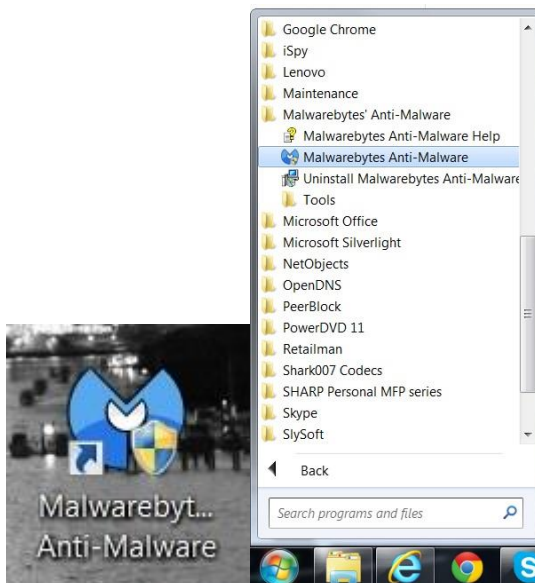 Google Chrome
iSpy
Lenovo
Maintenance
Malwarebytes' Anti-Malware
Malwarebytes Anti-Malware Help
Malwarebytes Anti-Malware
Uninstall Malwarebytes Anti-Malware
Tools
Microsoft Office
Microsoft Silverlight
NetObjects
OpenDNS
PeerBlock
PowerDVD 11
Retailman
Shark007 Codecs
SHARP Personal MFP series
Skype
SlySoft
Back
Search programs and files
Malwarebyt...
Anti-Malware